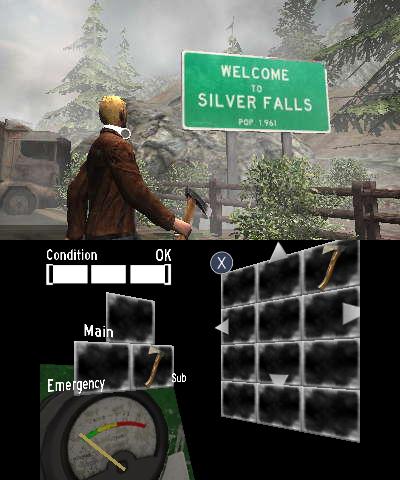 WELCOME
TO
SILVER FALLS
POP. 1,961
Condition OK
X
Main
Sub
Emergency